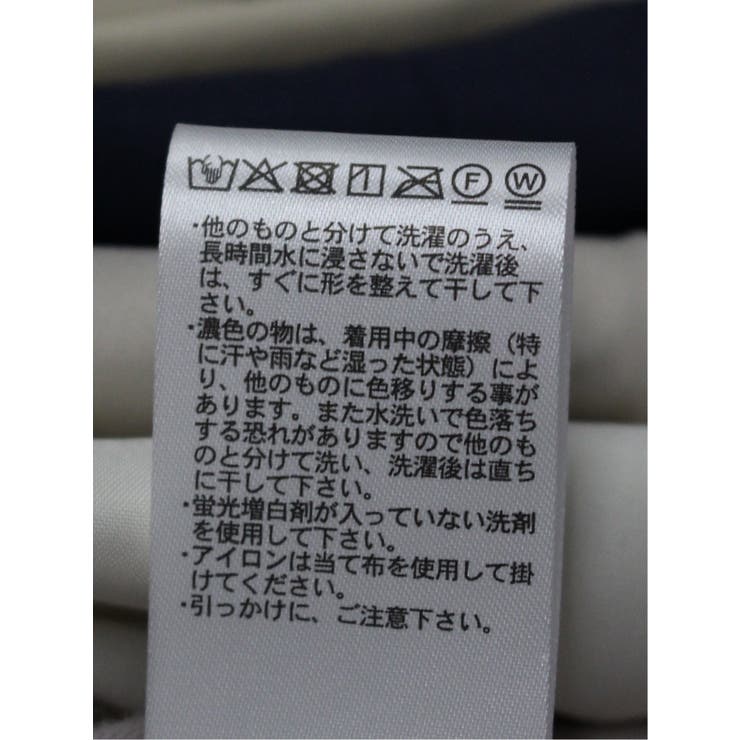 F W
・他のものと分けて洗濯のうえ、
長時間水に浸さないで洗濯後
は、すぐに形を整えて干して下
さい。
・濃色の物は、着用中の摩擦（特
に汗や雨など湿った状態）によ
り、他のものに色移りする事が
あります。また水洗いで色落ち
する恐れがありますので他のも
のと分けて洗い、洗濯後は直ち
に干して下さい。
・蛍光増白剤が入っていない洗剤
を使用して下さい。
・アイロンは当て布を使用して掛
けてください。
・引っかけに、ご注意下さい。